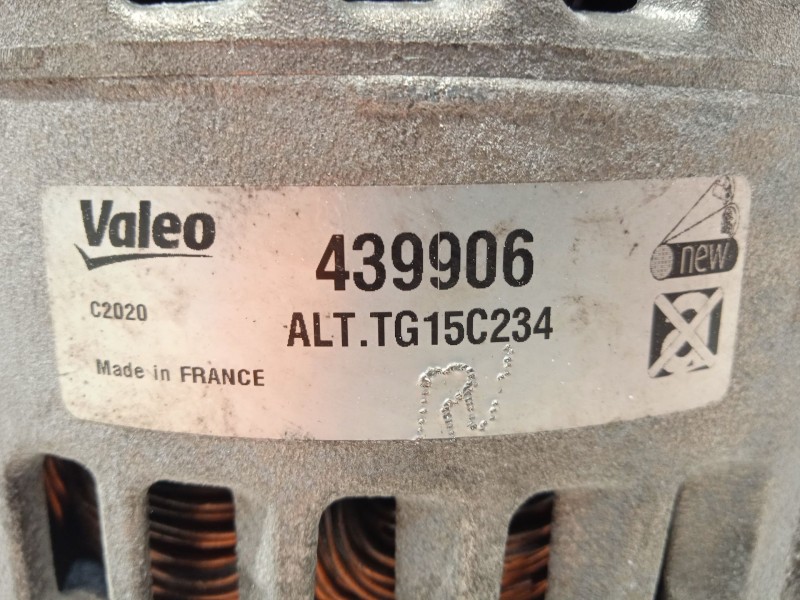 Valeo
439906
new
C2020
ALT.TG15C234
Made in FRANCE